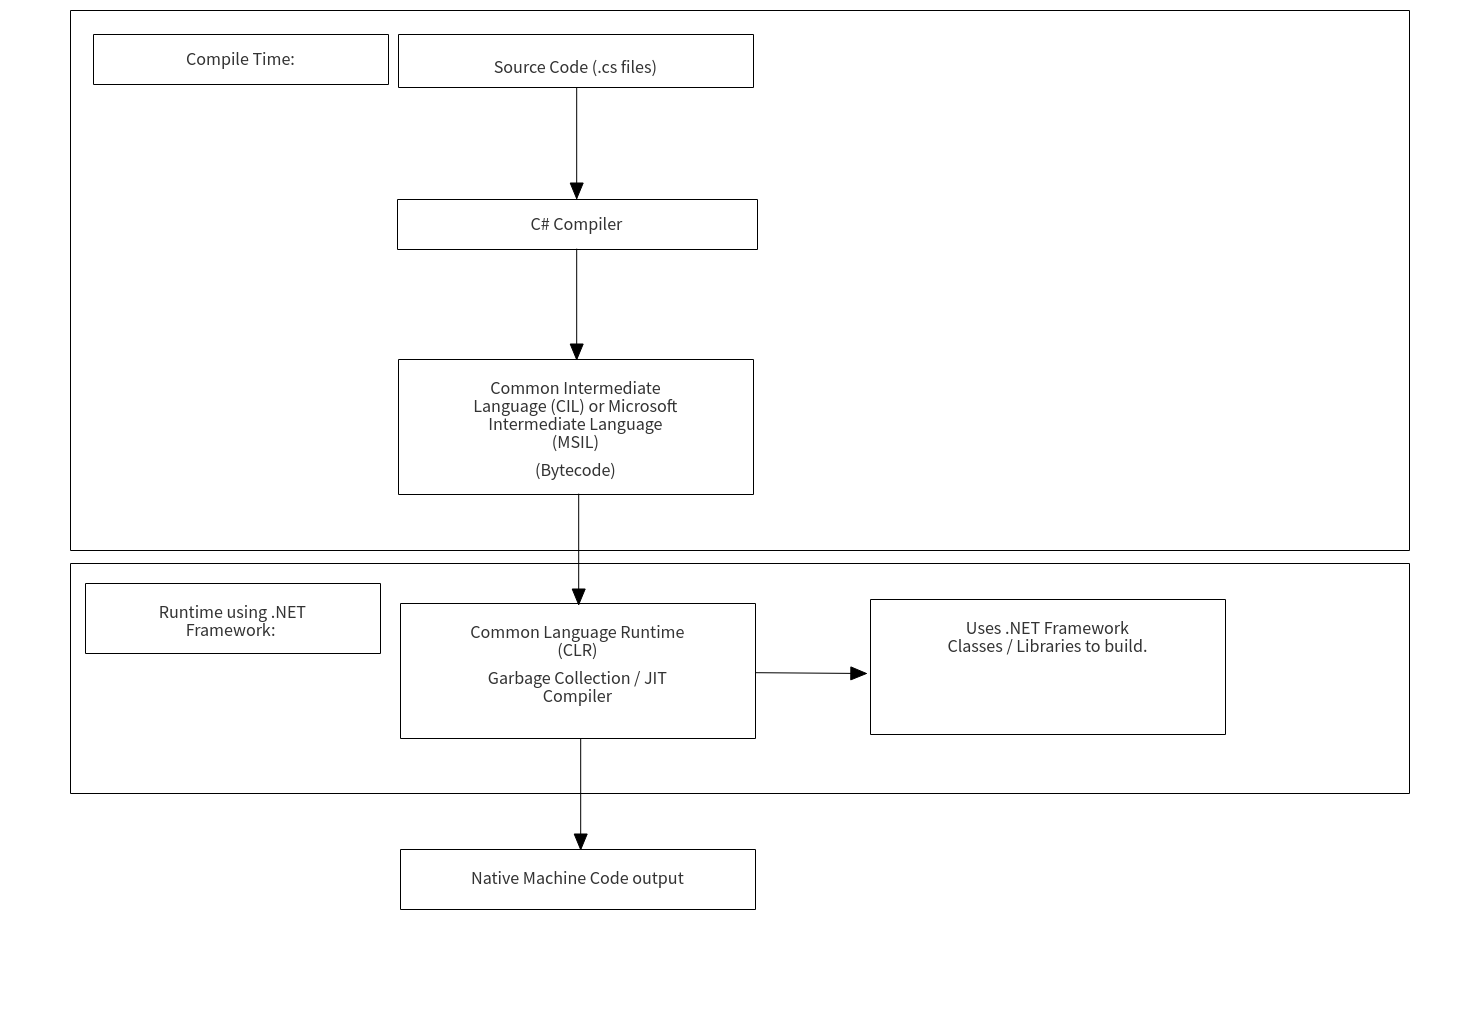 Compile Time:
Source Code (.cs files)
C# Compiler
Common Intermediate
Language (CIL) or Microsoft
Intermediate Language
(MSIL)
(Bytecode)
Runtime using .NET
Framework:
Common Language Runtime
(CLR)
Garbage Collection / JIT
Compiler
Uses .NET Framework
Classes / Libraries to build.
Native Machine Code output